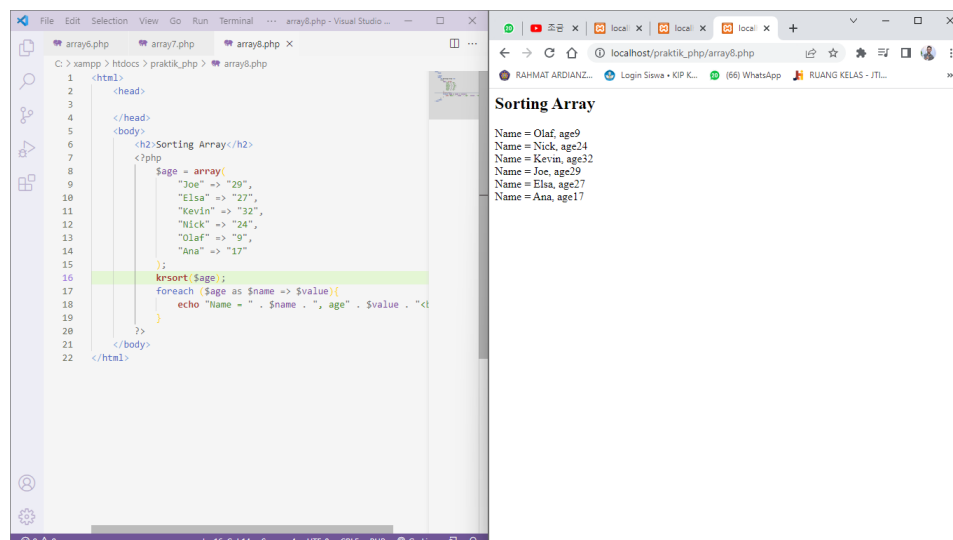 File Edit Selection View Go Run Terminal ··· array8.php - Visual Studio ...
array6.php array7.php array8.php
C: > xampp > htdocs > praktik_php > array8.php
1 <html>
2 <head>
3
4 </head>
5 <body>
6 <h2>Sorting Array</h2>
7 <?php
8 $age = array(
9 "Joe" => "29",
10 "Elsa" => "27",
11 "Kevin" => "32",
12 "Nick" => "24",
13 "Olaf" => "9",
14 "Ana" => "17"
15 );
16 krsort($age);
17 foreach ($age as $name => $value){
18 echo "Name = " . $name . ", age" . $value . "<b
19 }
20 ?>
21 </body>
22 </html>
조금 locali locali locali
localhost/praktik_php/array8.php
RAHMAT ARDIANZ... Login Siswa • KIP K... (66) WhatsApp RUANG KELAS - JTI... »
Sorting Array
Name = Olaf, age9
Name = Nick, age24
Name = Kevin, age32
Name = Joe, age29
Name = Elsa, age27
Name = Ana, age17